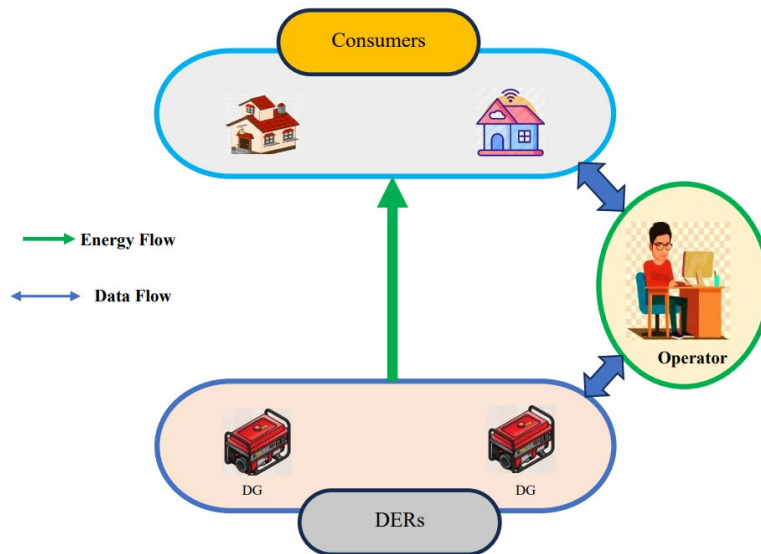 Consumers
Energy Flow
Data Flow
Operator
DG
DG
DERs